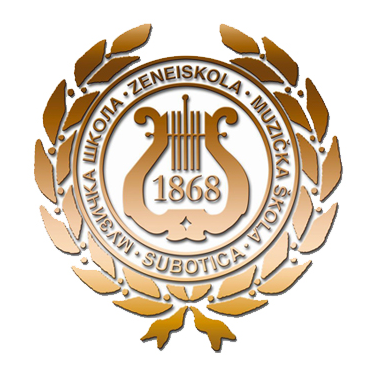 МУЗИЧКА ШКОЛА · ZENEISKOLA · MUZIČKA ŠKOLA · SUBOTICA ·
1868